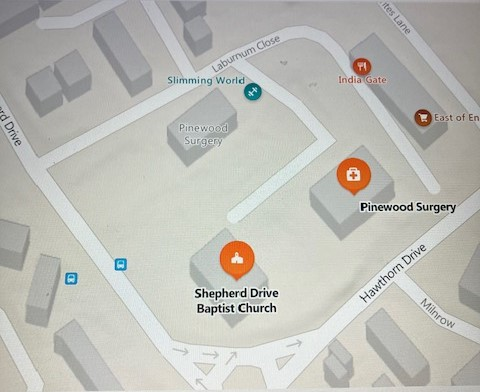 ites Lane
Laburnum Close
Slimming World
India Gate
East of En
Pinewood
Surgery
erd Drive
Pinewood Surgery
Hawthorn Drive
Shepherd Drive
Baptist Church
Milnrow